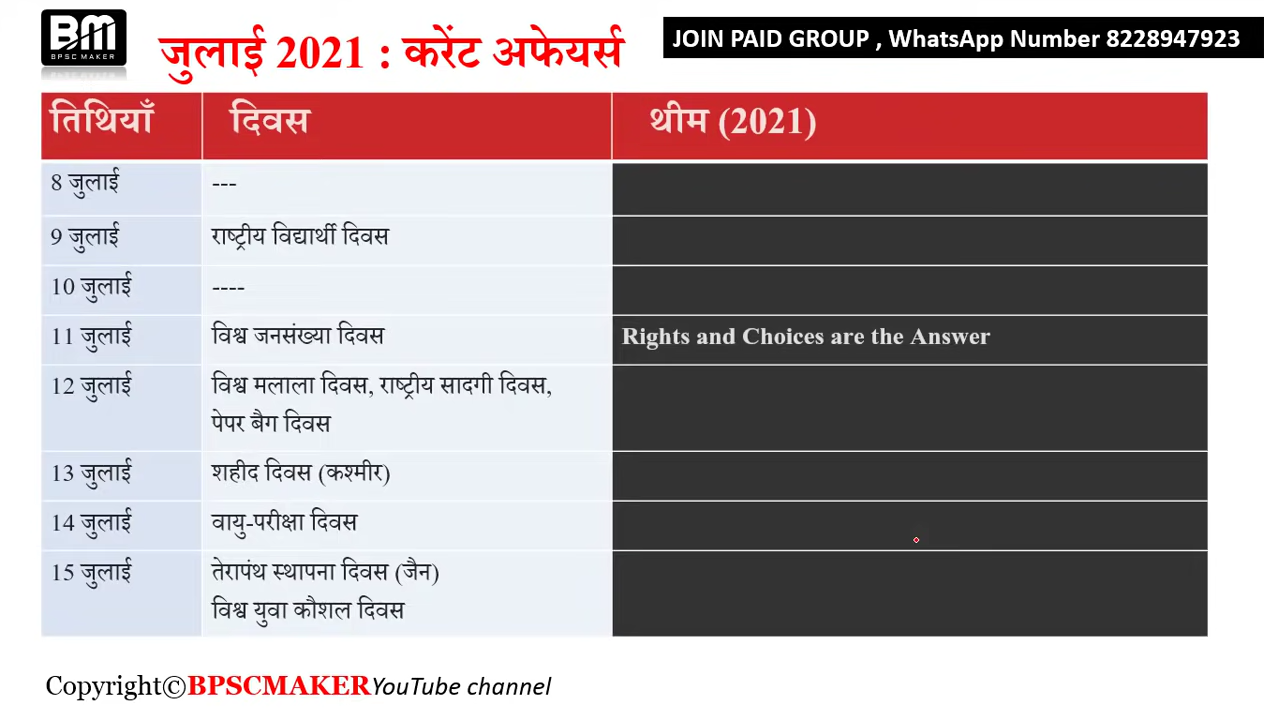 BM
BPSC MAKER
जुलाई 2021 : करेंट अफेयर्स
JOIN PAID GROUP , WhatsApp Number 8228947923
तिथियाँ दिवस थीम (2021)
8 जुलाई ---
9 जुलाई राष्ट्रीय विद्यार्थी दिवस
10 जुलाई ----
11 जुलाई विश्व जनसंख्या दिवस Rights and Choices are the Answer
12 जुलाई विश्व मलाला दिवस, राष्ट्रीय सादगी दिवस,
पेपर बैग दिवस
13 जुलाई शहीद दिवस (कश्मीर)
14 जुलाई वायु-परीक्षा दिवस
15 जुलाई तेरापंथ स्थापना दिवस (जैन)
विश्व युवा कौशल दिवस
Copyright©BPSCMAKER YouTube channel